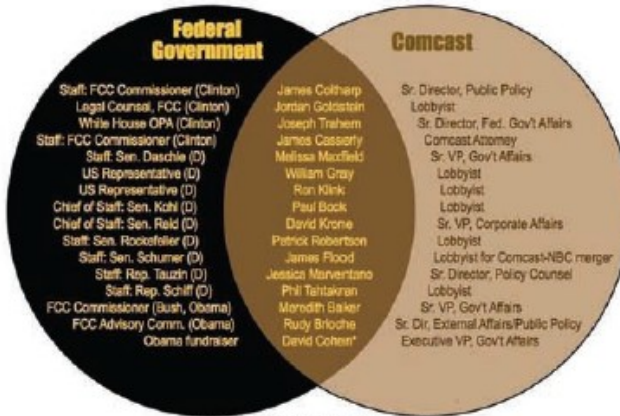 Federal Government Comcast
Staff: FCC Commissioner (Clinton) James Coltharp Sr. Director, Public Policy
Legal Counsel, FCC (Clinton) Jordan Goldstein Lobbyist
White House OPA (Clinton) Joseph Trahern Sr. Director, Fed. Gov't Affairs
Staff: FCC Commissioner (Clinton) James Casserly Comcast Attorney
Staff: Sen. Daschle (D) Melissa Maxfield Sr. VP, Gov't Affairs
US Representative (D) William Gray Lobbyist
US Representative (D) Ron Klink Lobbyist
Chief of Staff: Sen. Kohl (D) Paul Bock Lobbyist
Chief of Staff: Sen. Reid (D) David Krone Sr. VP, Corporate Affairs
Staff: Sen. Rockefeller (D) Patrick Robertson Lobbyist
Staff: Sen. Schumer (D) James Flood Lobbyist for Comcast-NBC merger
Staff: Rep. Tauzin (D) Jessica Marventano Sr. Director, Policy Counsel
Staff: Rep. Schiff (D) Phil Tahtakran Lobbyist
FCC Commissioner (Bush, Obama) Meredith Baker Sr. VP, Gov't Affairs
FCC Advisory Comm. (Obama) Rudy Brioche Sr. Dir, External Affairs/Public Policy
Obama fundraiser David Cohen* Executive VP, Gov't Affairs